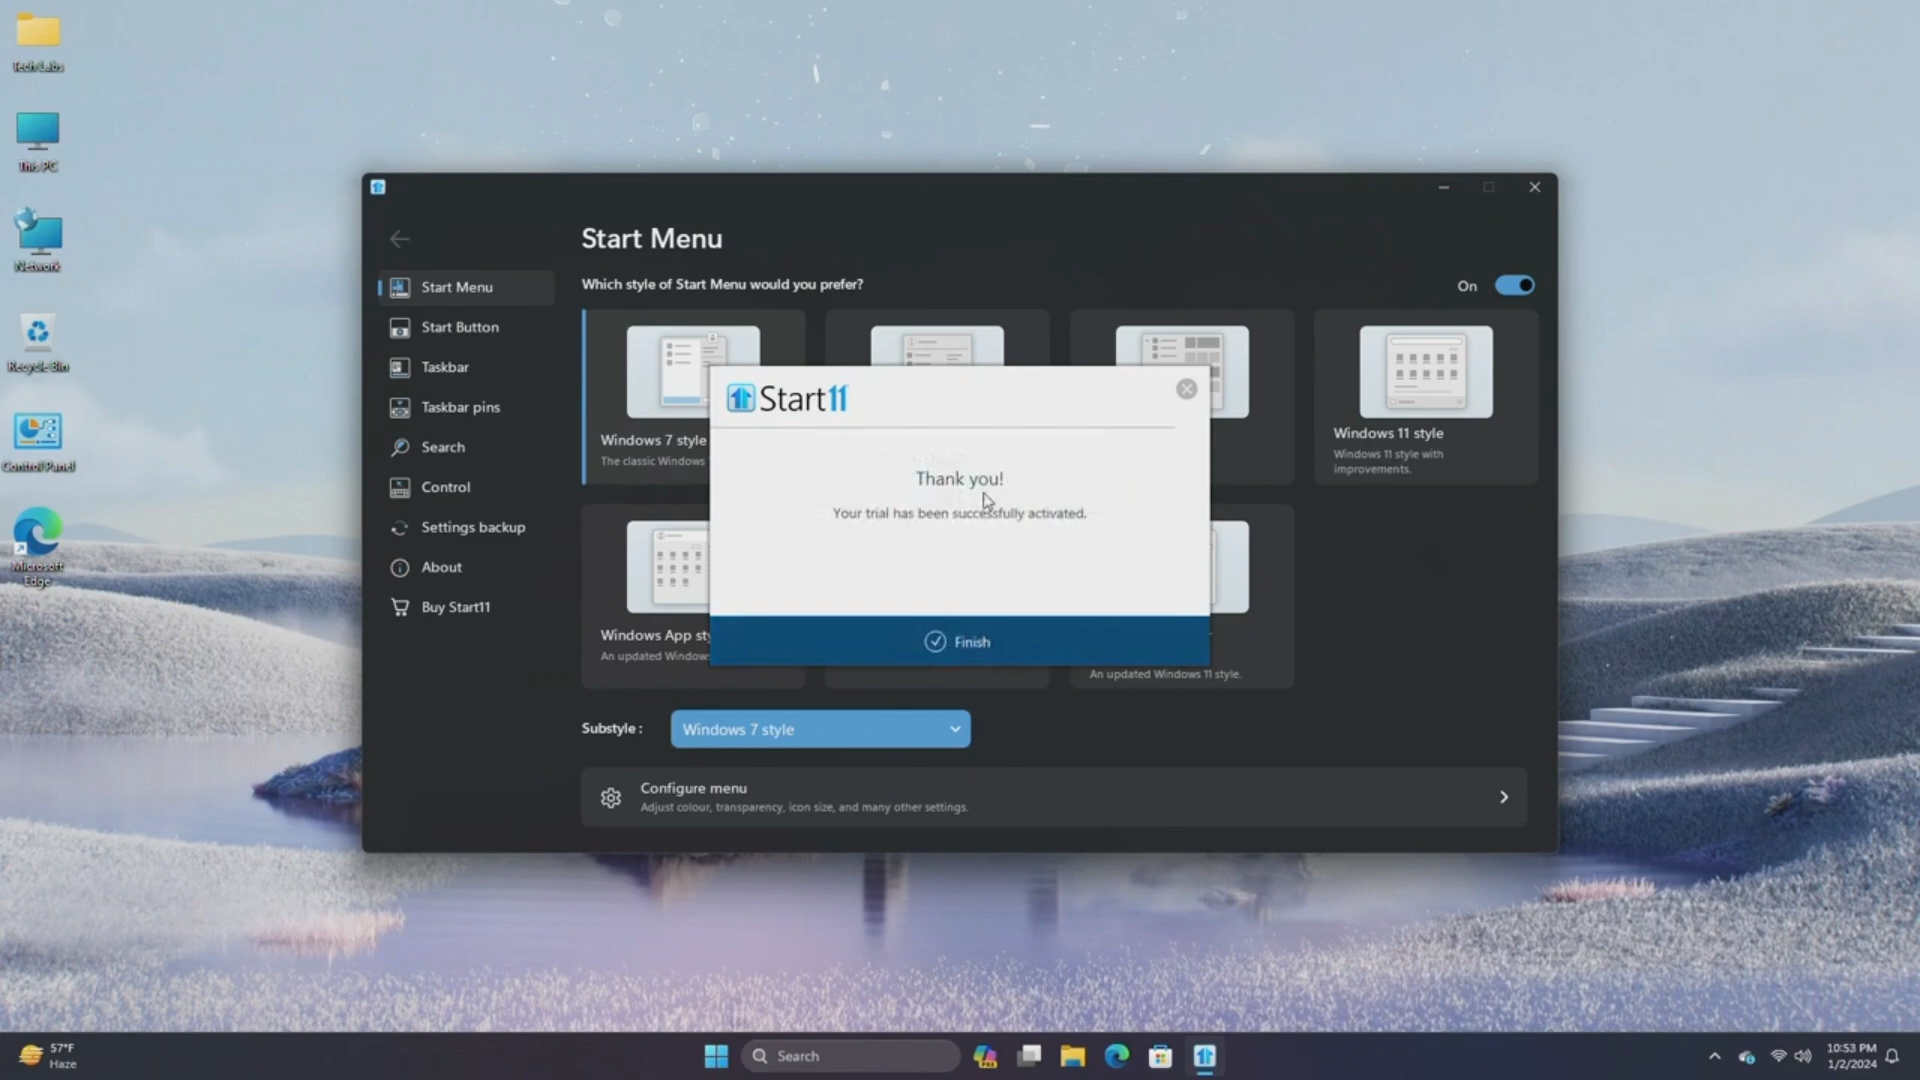 Tech Labs
This PC
Network
Recycle Bin
Control Panel
Microsoft
Edge
Start Menu
Start Button
Taskbar
Taskbar pins
Search
Control
Settings backup
About
Buy Start11
Start Menu
Which style of Start Menu would you prefer?
On
Windows 7 style
The classic Windows
Windows 11 style
Windows 11 style with
improvements.
Start11
Thank you!
Your trial has been successfully activated.
Finish
Windows App sty
An updated Window
An updated Windows 11 style.
Substyle :
Windows 7 style
Configure menu
Adjust colour, transparency, icon size, and many other settings.
57°F
Haze
Search
10:53 PM
1/2/2024